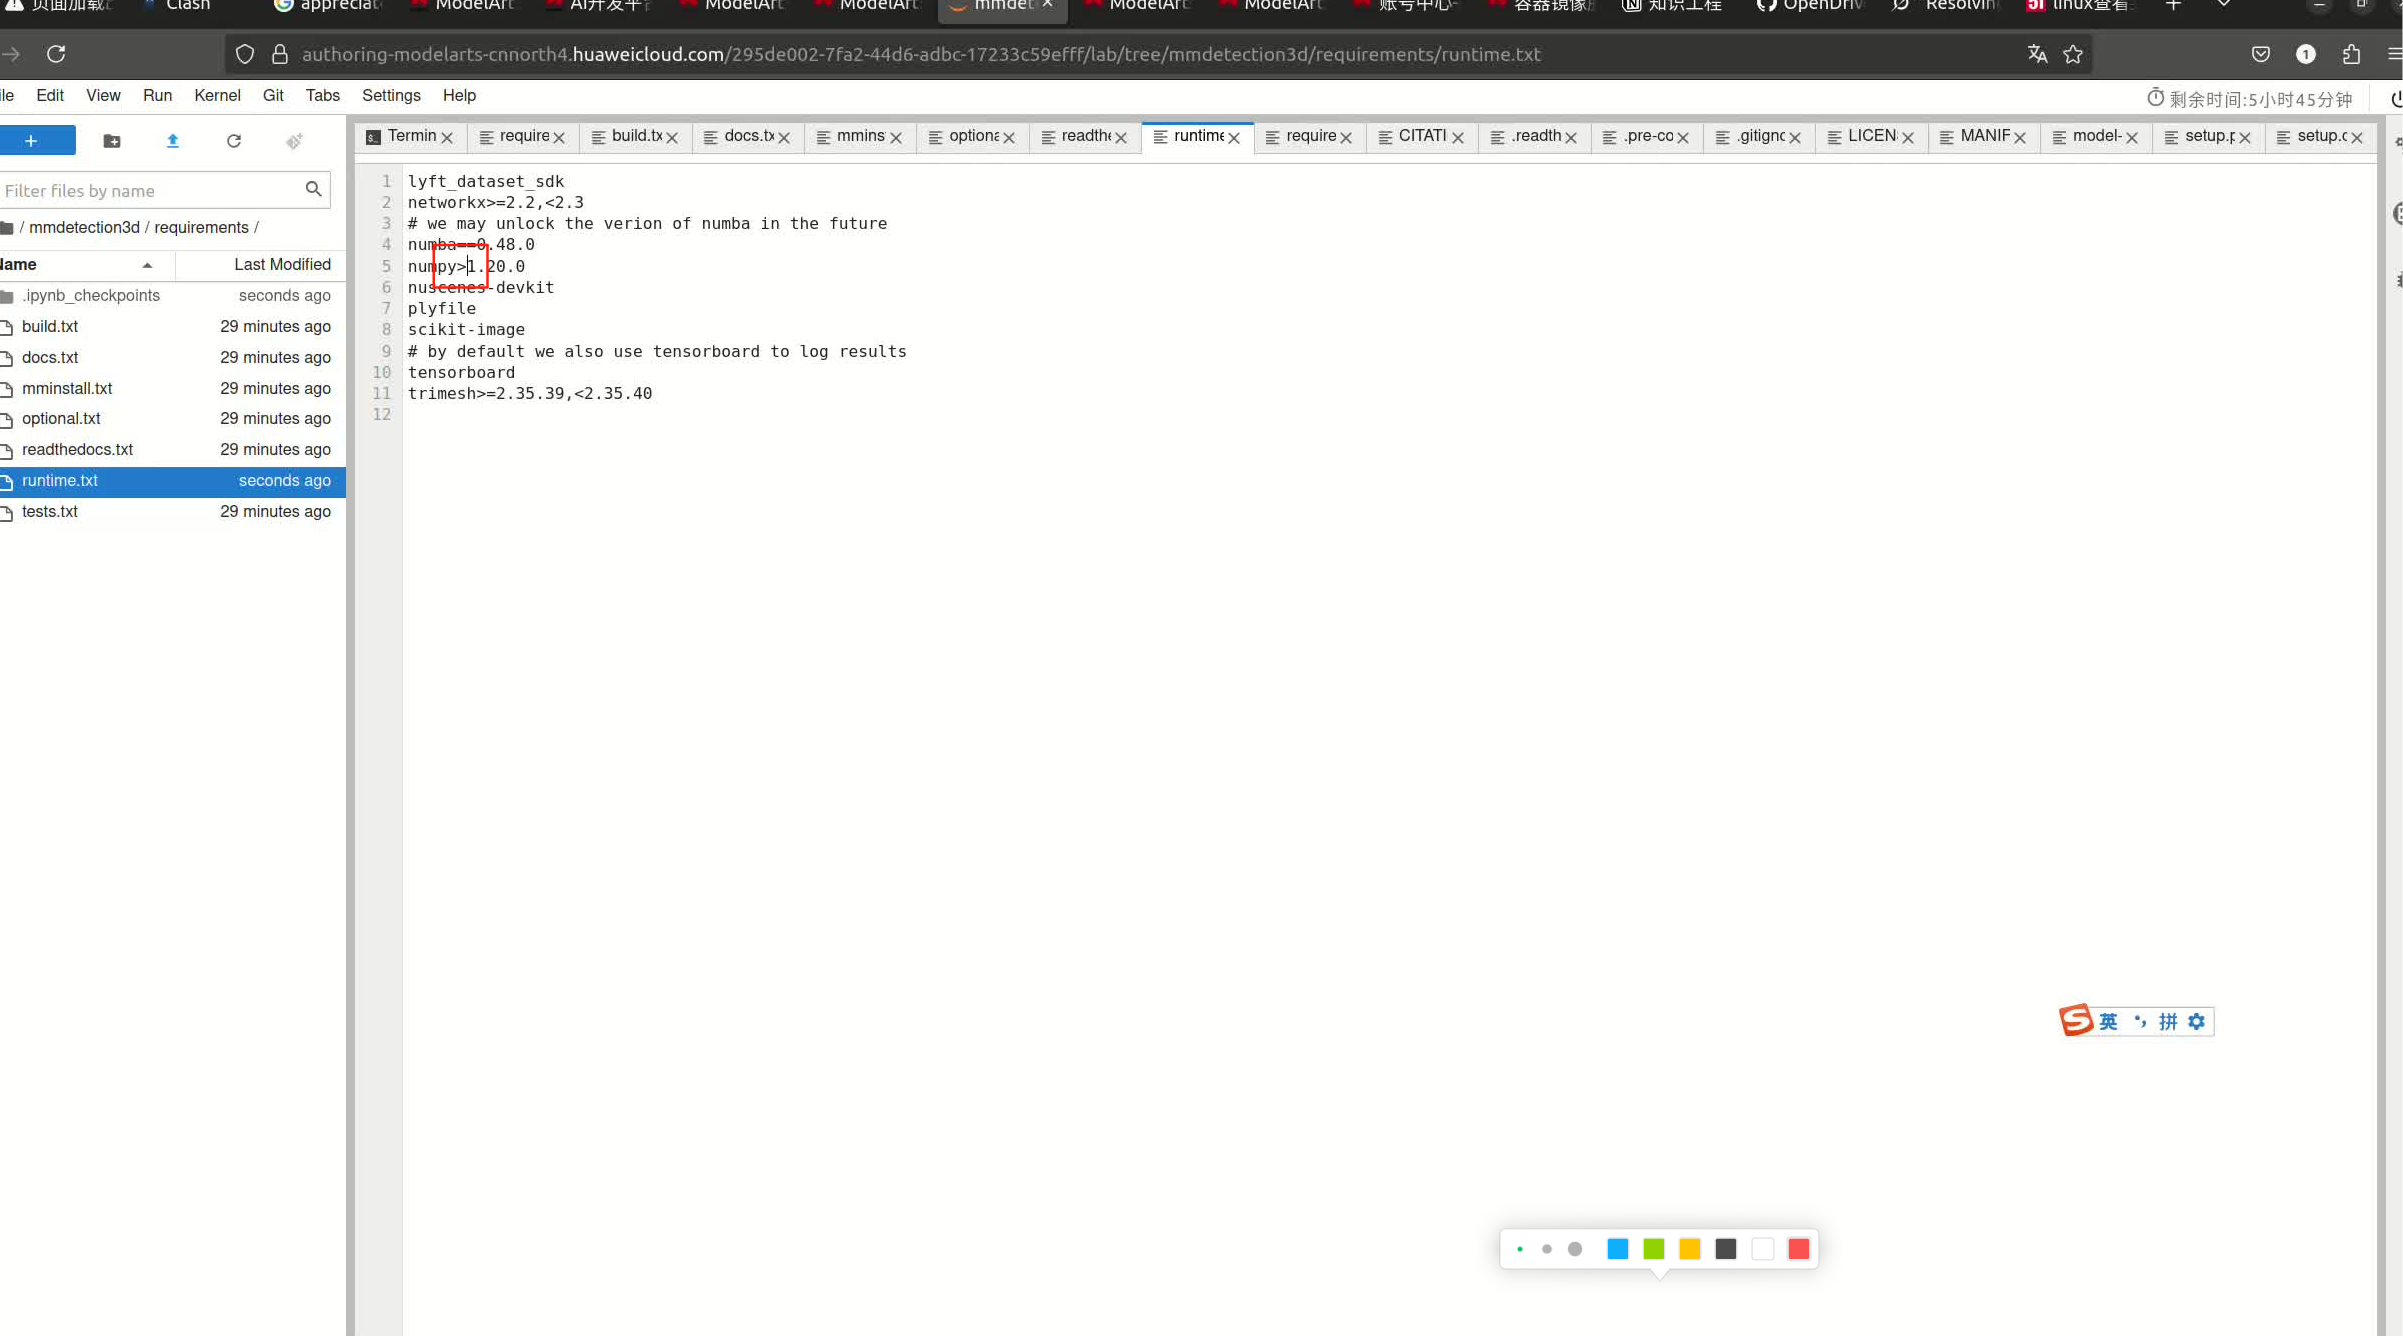 页面加载
Clash
appreciat
ModelArt
AI开发平台
ModelArt
ModelArt
mmdet
ModelArt
ModelArt
账号中心-
容器镜像
知识工程
OpenDriv
Resolvin
linux查看
authoring-modelarts-cnnorth4.huaweicloud.com/295de002-7fa2-44d6-adbc-17233c59efff/lab/tree/mmdetection3d/requirements/runtime.txt
1
ile Edit View Run Kernel Git Tabs Settings Help
剩余时间:5小时45分钟
Termin
require
build.tx
docs.tx
mmins
optiona
readthe
runtime
require
CITATI
.readth
.pre-co
.gitigno
LICEN
MANIF
model-
setup.p
setup.c
Filter files by name
/ mmdetection3d / requirements /
Name Last Modified
.ipynb_checkpoints seconds ago
build.txt 29 minutes ago
docs.txt 29 minutes ago
mminstall.txt 29 minutes ago
optional.txt 29 minutes ago
readthedocs.txt 29 minutes ago
runtime.txt seconds ago
tests.txt 29 minutes ago
1 lyft_dataset_sdk
2 networkx>=2.2,<2.3
3 # we may unlock the verion of numba in the future
4 numba==0.48.0
5 numpy>1.20.0
6 nuscenes-devkit
7 plyfile
8 scikit-image
9 # by default we also use tensorboard to log results
10 tensorboard
11 trimesh>=2.35.39,<2.35.40
12
S 英 拼